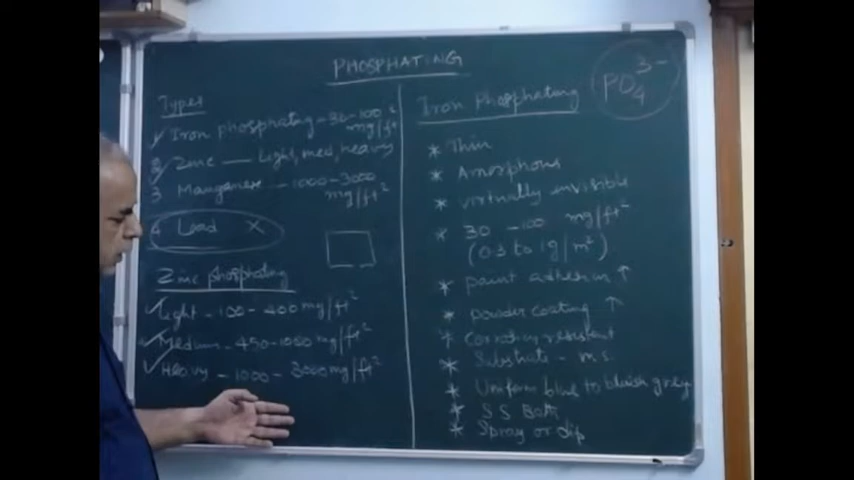 PHOSPHATING
Types
1 Iron phosphating - 30-100 mg/ft²
2 Zinc — Light, med, heavy
3 Manganese - 1000-3000 mg/ft²
4 Lead X
Zinc phosphating
Light - 100-400 mg/ft²
Medium - 450-1000 mg/ft²
Heavy - 1000-3000 mg/ft²
PO₄³⁻
Iron Phosphating
* Thin
* Amorphous
* virtually invisible
* 30-100 mg/ft²
(0.3 to 1g/m²)
* paint adhesion ↑
* powder coating ↑
* Corrosion resistant
* Substrate - m.s.
* Uniform blue to bluish grey
* SS Bath
* Spray or dip